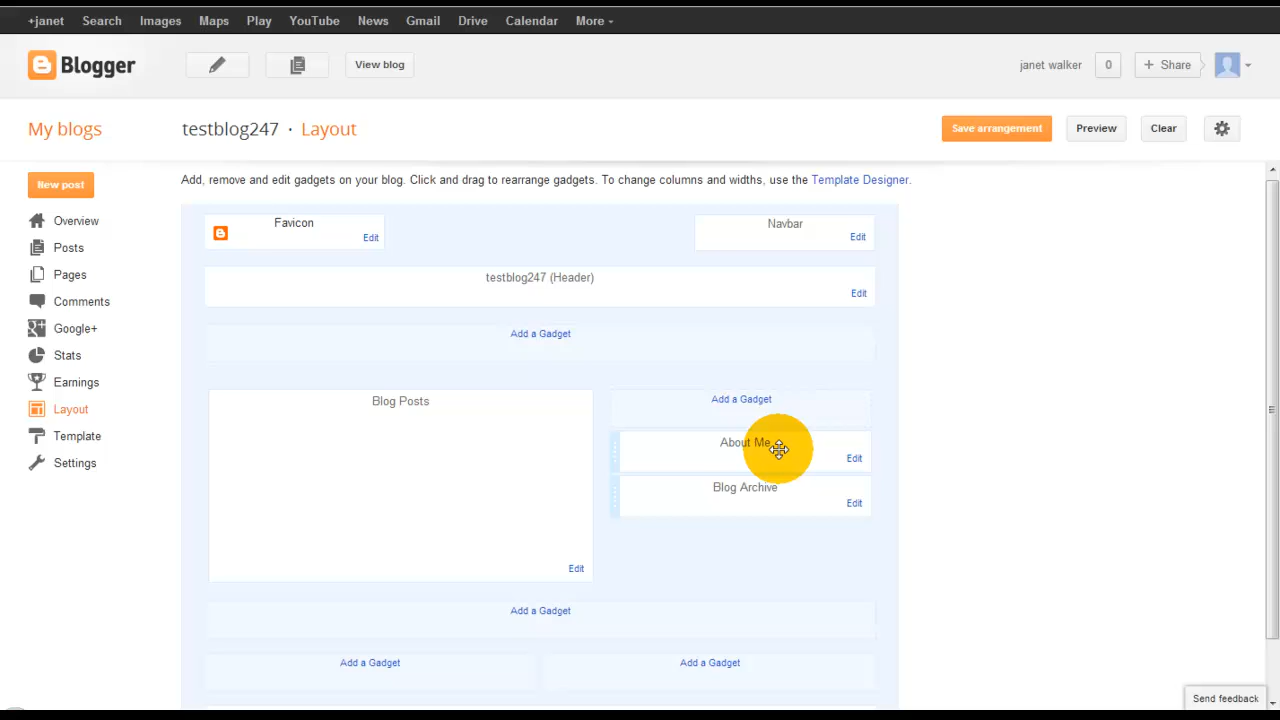 +janet Search Images Maps Play YouTube News Gmail Drive Calendar More
Blogger View blog janet walker 0 + Share
My blogs testblog247 · Layout Save arrangement Preview Clear
New post
Add, remove and edit gadgets on your blog. Click and drag to rearrange gadgets. To change columns and widths, use the Template Designer.
Overview
Posts
Pages
Comments
Google+
Stats
Earnings
Layout
Template
Settings
Favicon
Edit
Navbar
Edit
testblog247 (Header)
Edit
Add a Gadget
Blog Posts
Edit
Add a Gadget
About Me
Edit
Blog Archive
Edit
Add a Gadget
Add a Gadget
Add a Gadget
Send feedback